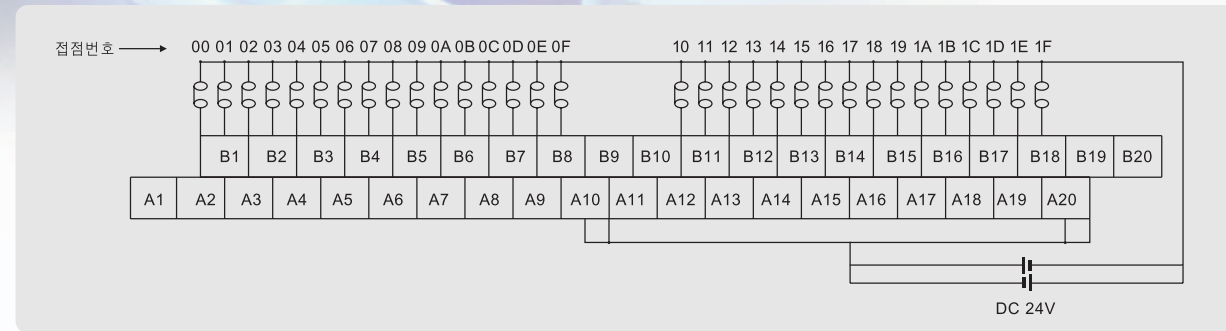 접점번호 00 01 02 03 04 05 06 07 08 09 0A 0B 0C 0D 0E 0F 10 11 12 13 14 15 16 17 18 19 1A 1B 1C 1D 1E 1F
B1 B2 B3 B4 B5 B6 B7 B8 B9 B10 B11 B12 B13 B14 B15 B16 B17 B18 B19 B20
A1 A2 A3 A4 A5 A6 A7 A8 A9 A10 A11 A12 A13 A14 A15 A16 A17 A18 A19 A20
DC 24V